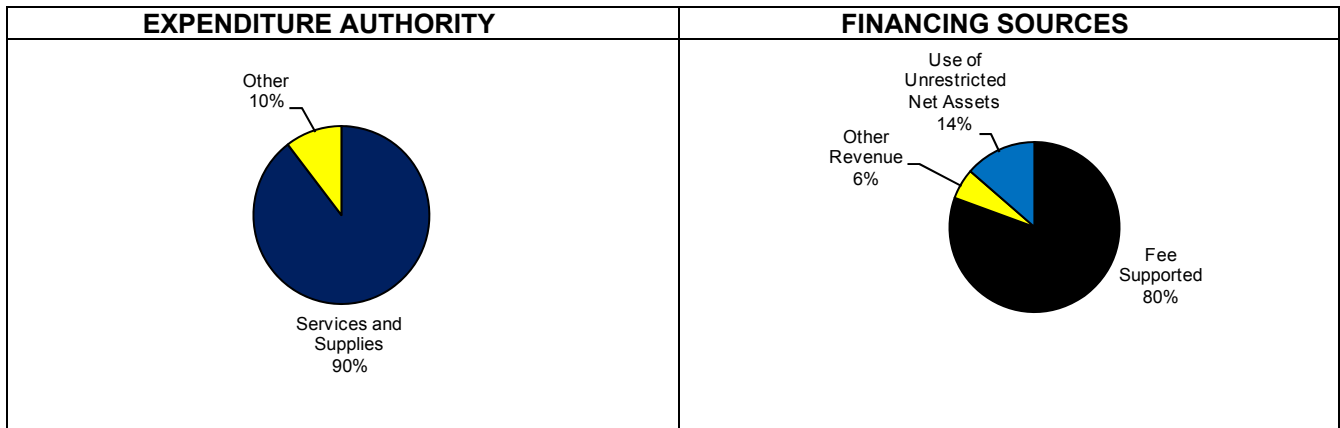 EXPENDITURE AUTHORITY
FINANCING SOURCES
Other
10%
Services and
Supplies
90%
Use of
Unrestricted
Net Assets
14%
Other
Revenue
6%
Fee
Supported
80%